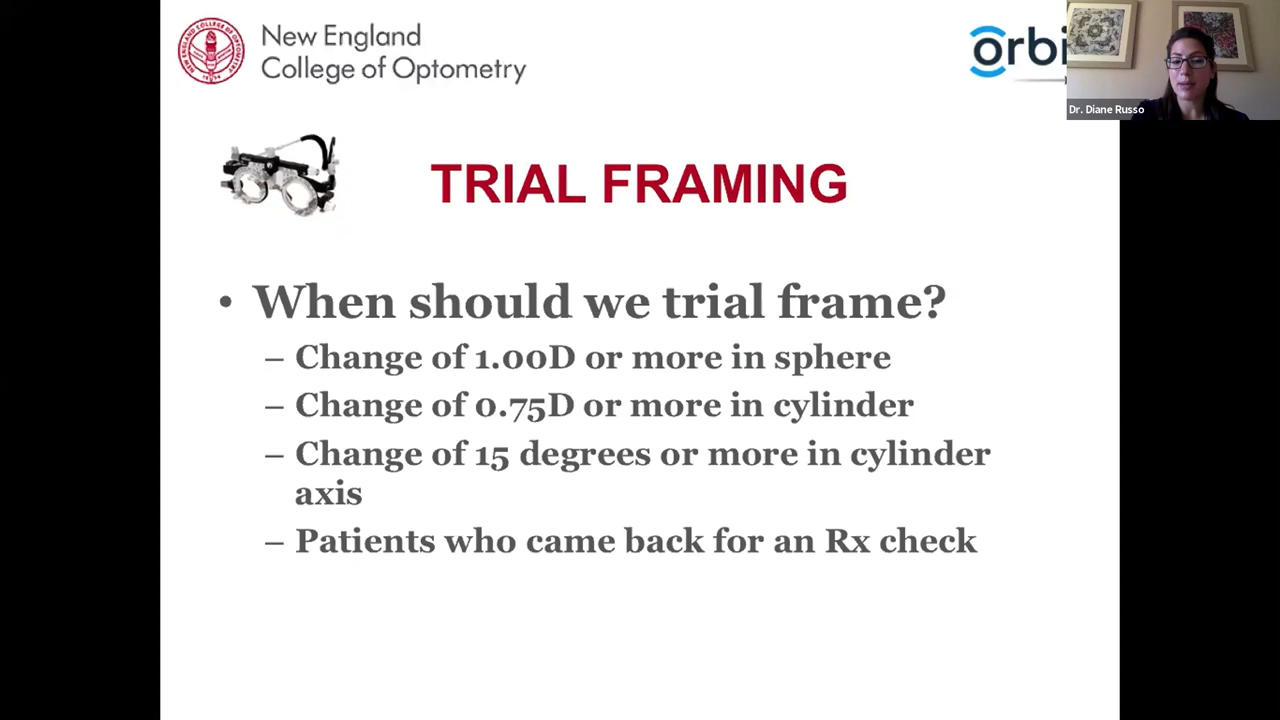 New England
College of Optometry
orbi
Dr. Diane Russo
TRIAL FRAMING
• When should we trial frame?
– Change of 1.00D or more in sphere
– Change of 0.75D or more in cylinder
– Change of 15 degrees or more in cylinder
axis
– Patients who came back for an Rx check